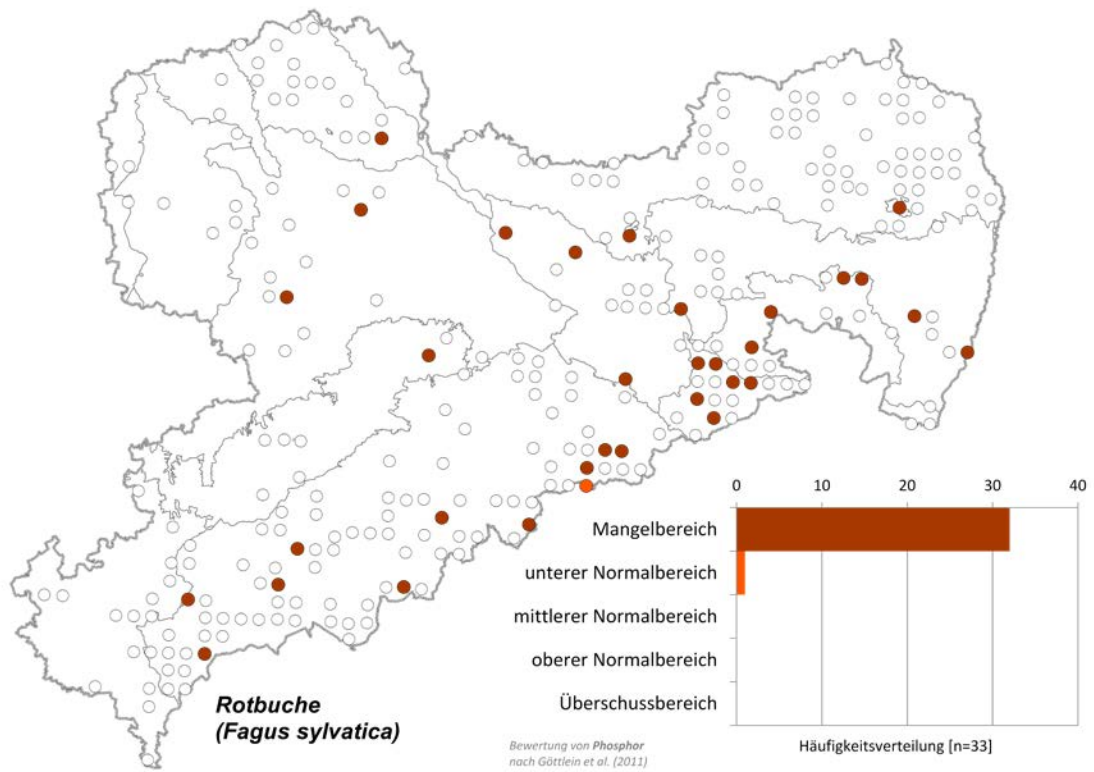 0 10 20 30 40
Mangelbereich
unterer Normalbereich
mittlerer Normalbereich
oberer Normalbereich
Überschussbereich
Häufigkeitsverteilung [n=33]
Rotbuche
(Fagus sylvatica)
Bewertung von Phosphor
nach Göttlein et al. (2011)